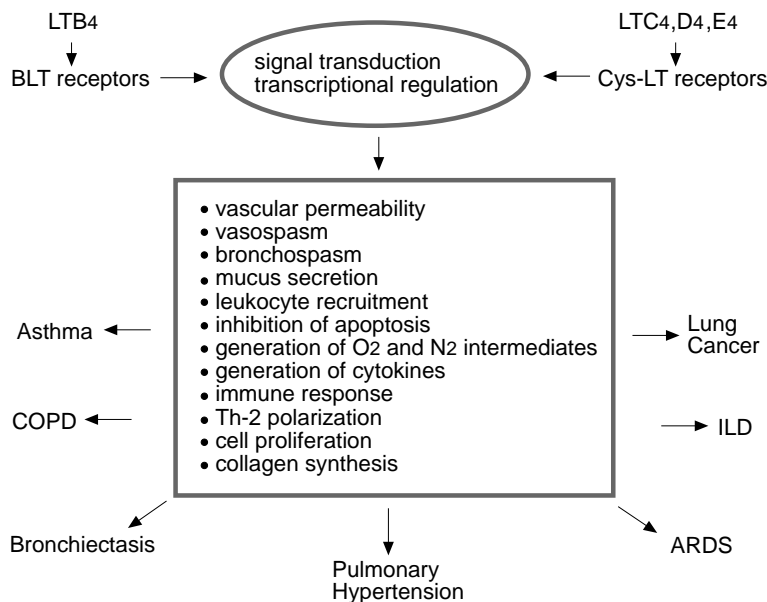 LTB4
BLT receptors
signal transduction
transcriptional regulation
LTC4,D4,E4
Cys-LT receptors
vascular permeability
vasospasm
bronchospasm
mucus secretion
leukocyte recruitment
inhibition of apoptosis
generation of O2 and N2 intermediates
generation of cytokines
immune response
Th-2 polarization
cell proliferation
collagen synthesis
Asthma
COPD
Bronchiectasis
Pulmonary
Hypertension
Lung
Cancer
ILD
ARDS